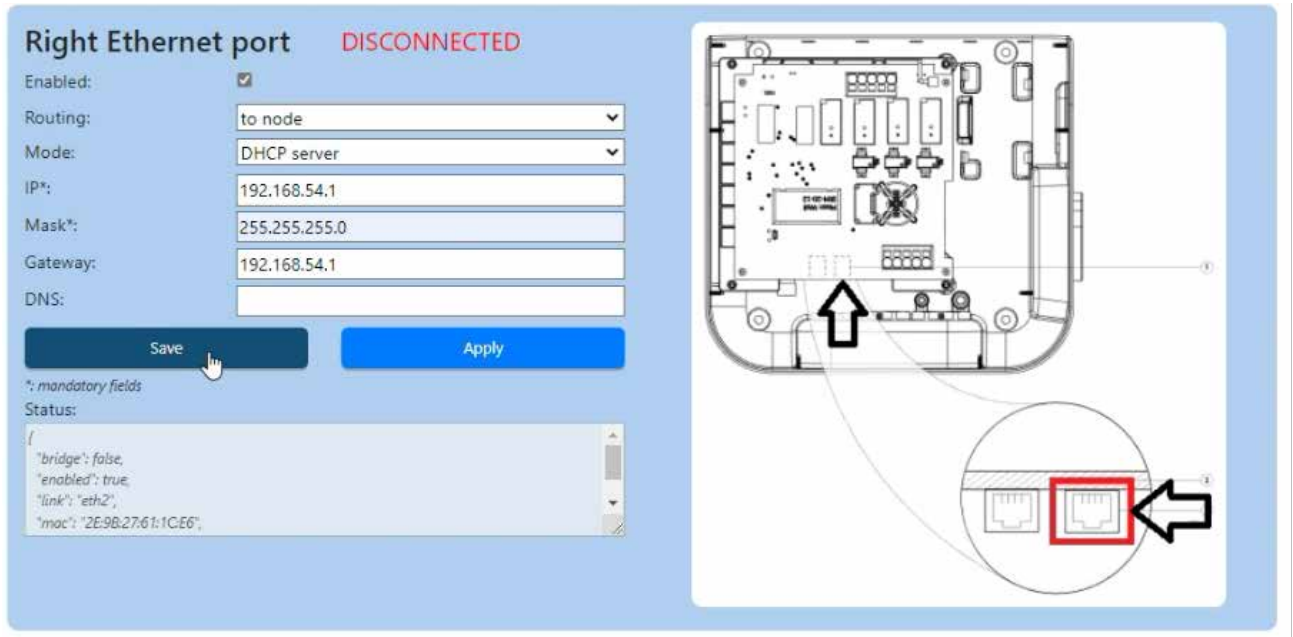 Right Ethernet port DISCONNECTED
Enabled:
Routing: to node
Mode: DHCP server
IP*: 192.168.54.1
Mask*: 255.255.255.0
Gateway: 192.168.54.1
DNS:
Save Apply
*: mandatory fields
Status:
{
"bridge": false,
"enabled": true,
"link": "eth2",
"mac": "2E:9B:27:61:1C:E6",
1